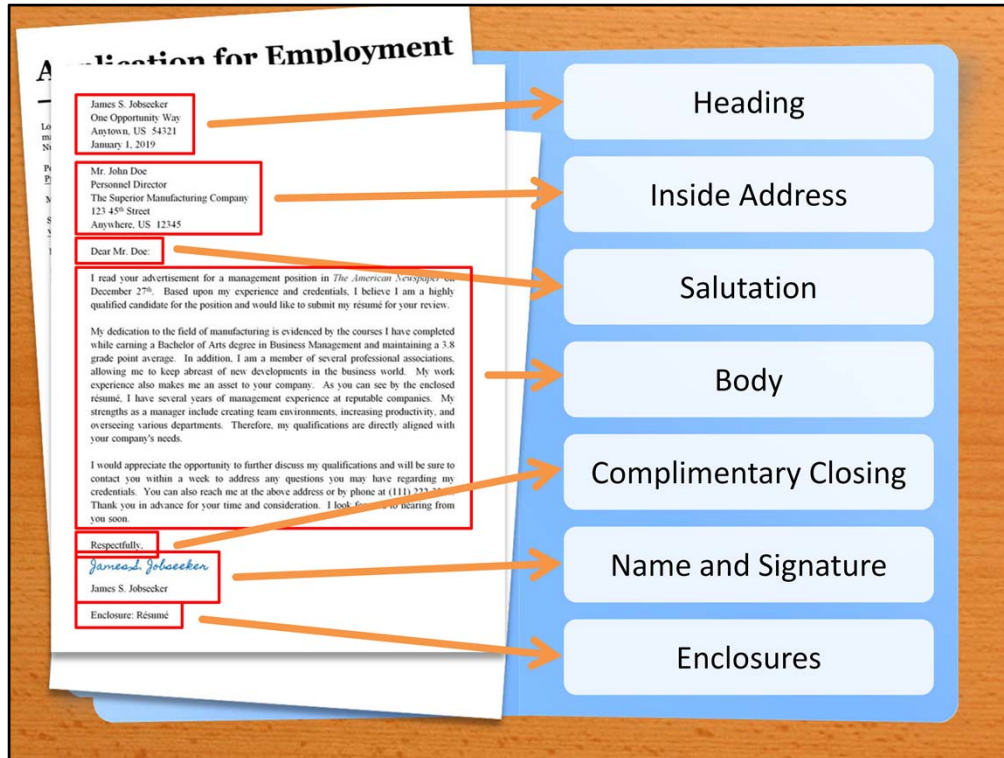 Application for Employment
James S. Jobseeker
One Opportunity Way
Anytown, US 54321
January 1, 2019
Mr. John Doe
Personnel Director
The Superior Manufacturing Company
123 45th Street
Anywhere, US 12345
Dear Mr. Doe:
I read your advertisement for a management position in The American Newspaper on
December 27th. Based upon my experience and credentials, I believe I am a highly
qualified candidate for the position and would like to submit my résumé for your review.
My dedication to the field of manufacturing is evidenced by the courses I have completed
while earning a Bachelor of Arts degree in Business Management and maintaining a 3.8
grade point average. In addition, I am a member of several professional associations,
allowing me to keep abreast of new developments in the business world. My work
experience also makes me an asset to your company. As you can see by the enclosed
résumé, I have several years of management experience at reputable companies. My
strengths as a manager include creating team environments, increasing productivity, and
overseeing various departments. Therefore, my qualifications are directly aligned with
your company's needs.
I would appreciate the opportunity to further discuss my qualifications and will be sure to
contact you within a week to address any questions you may have regarding my
credentials. You can also reach me at the above address or by phone at (111)
Thank you in advance for your time and consideration. I look to hearing from
you soon.
Respectfully,
James S. Jobseeker
James S. Jobseeker
Enclosure: Résumé
Heading
Inside Address
Salutation
Body
Complimentary Closing
Name and Signature
Enclosures